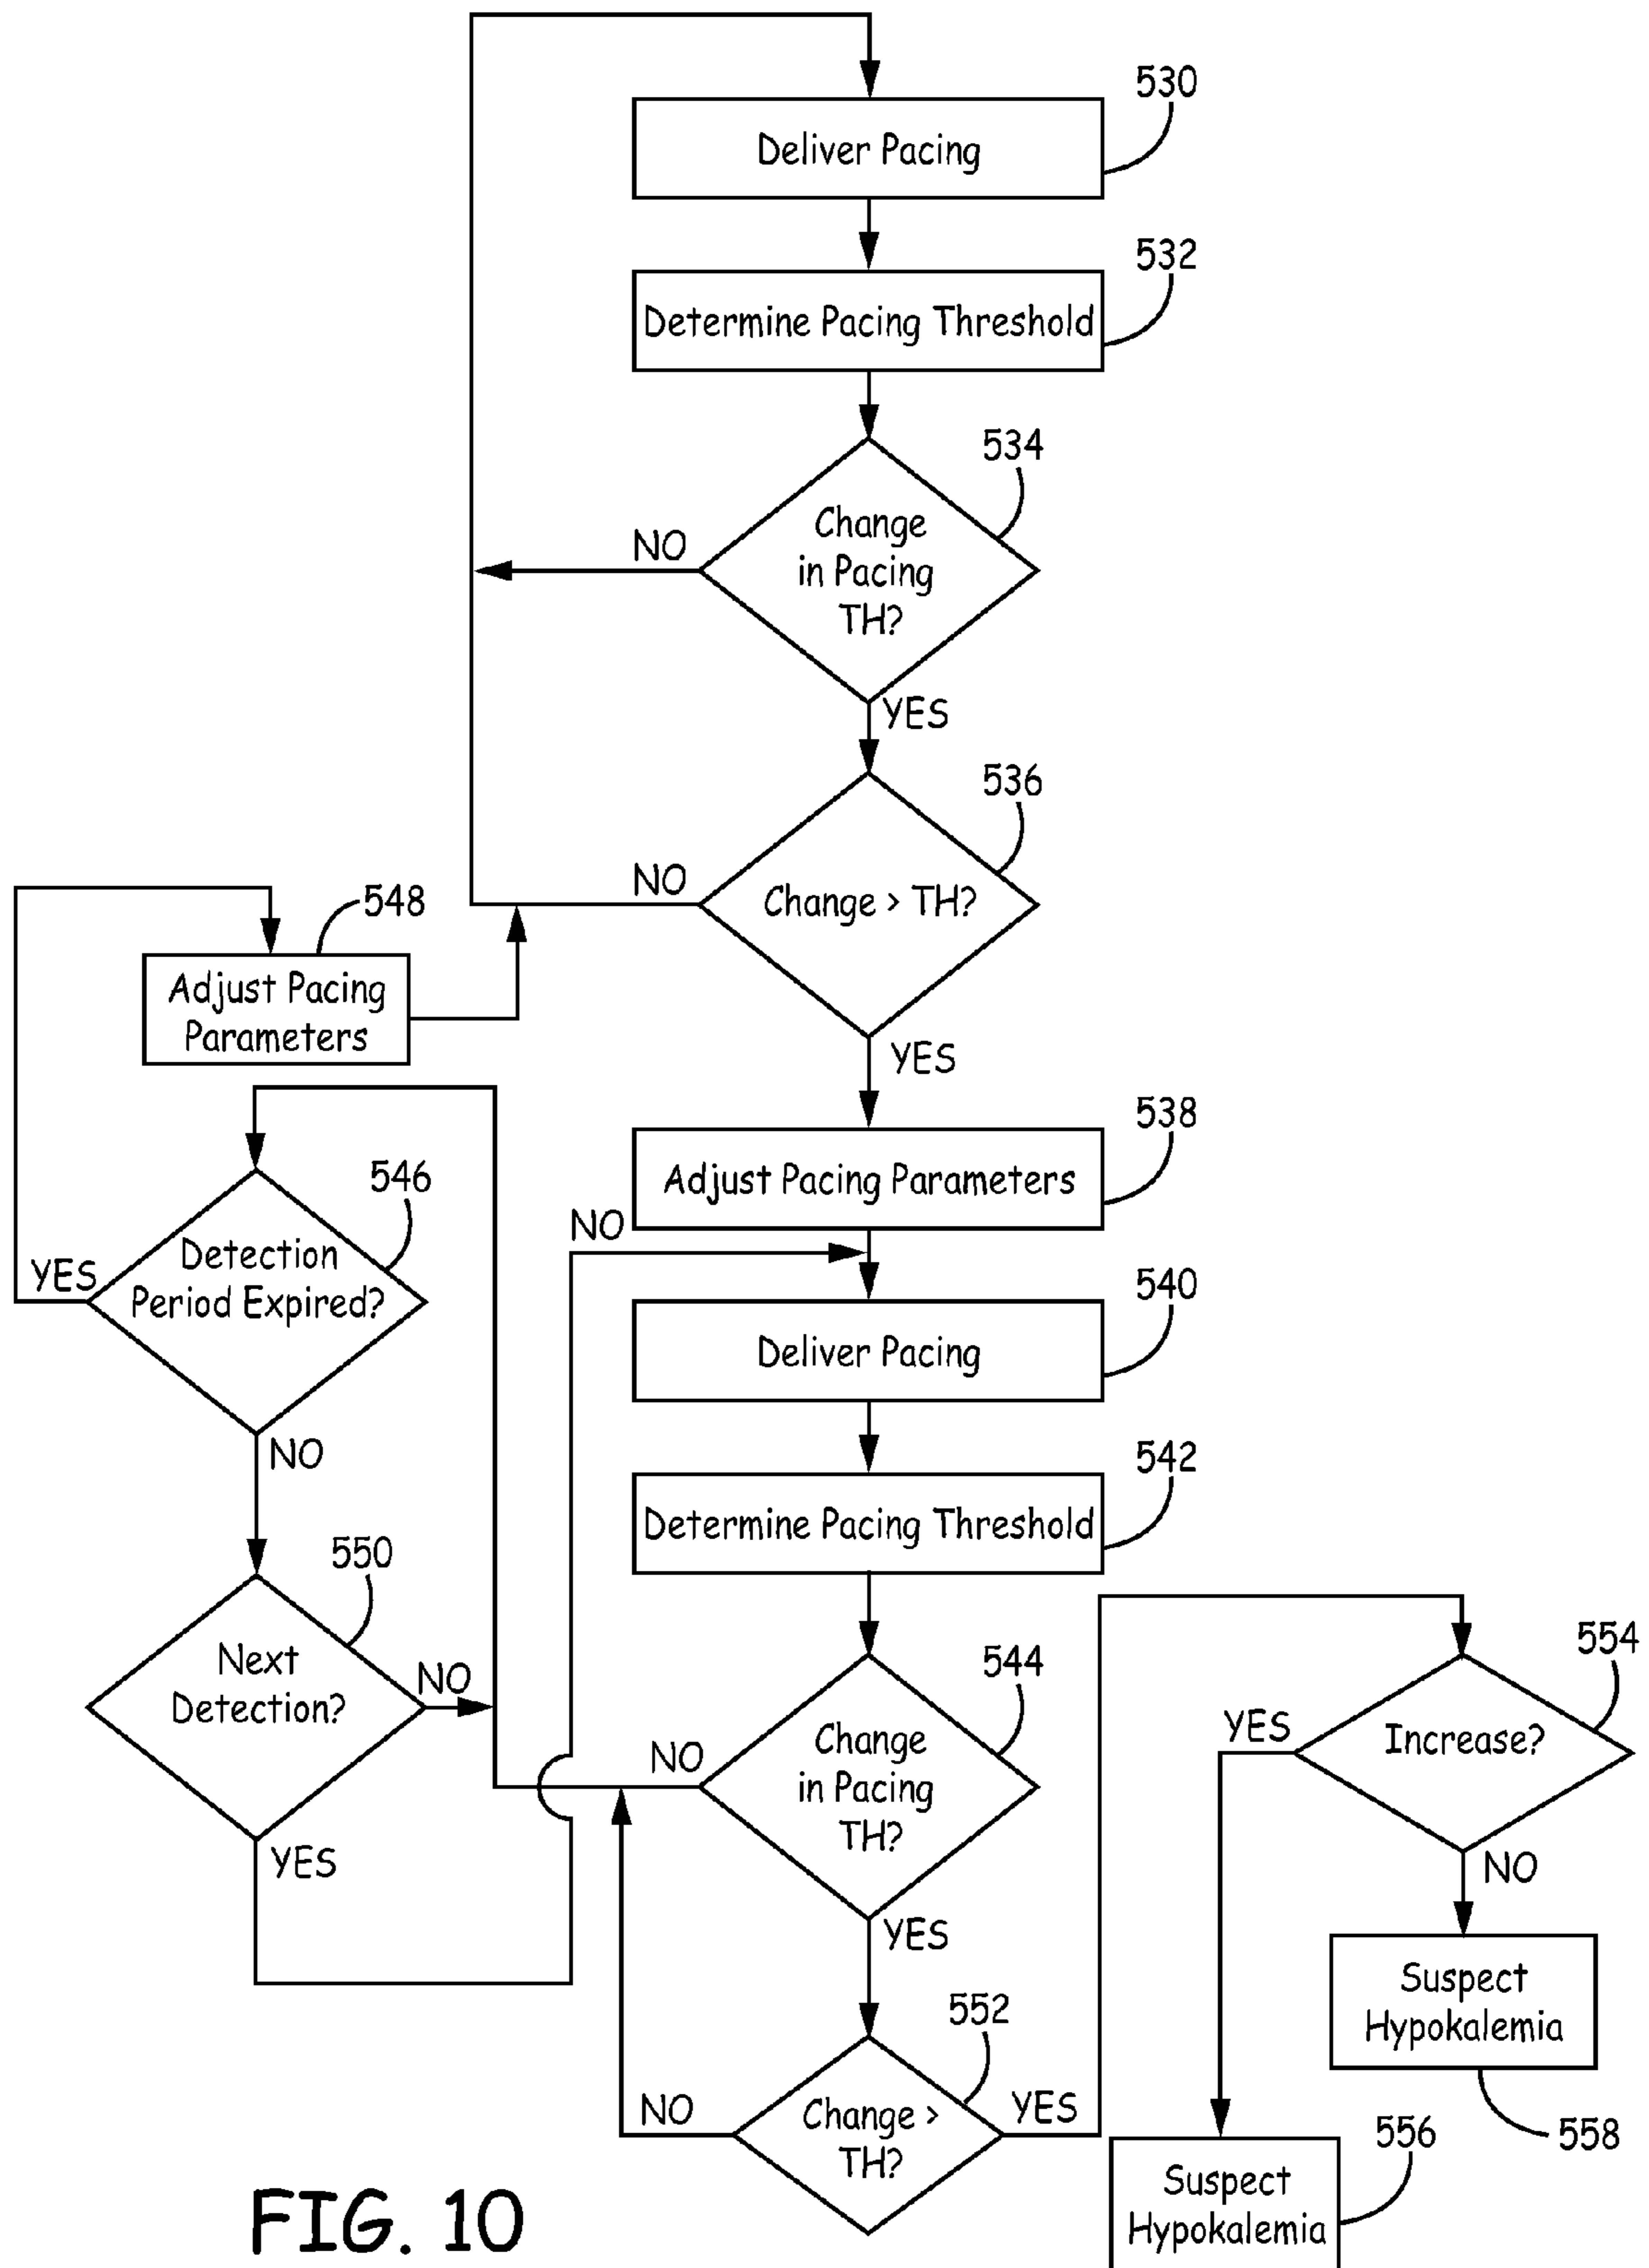 530
Deliver Pacing
532
Determine Pacing Threshold
534
Change
in Pacing
TH?
NO
YES
536
Change > TH?
NO
YES
548
Adjust Pacing
Parameters
538
Adjust Pacing Parameters
546
Detection
Period Expired?
YES
NO
NO
540
Deliver Pacing
542
Determine Pacing Threshold
550
Next
Detection?
NO
YES
544
Change
in Pacing
TH?
NO
YES
554
Increase?
YES
NO
Suspect
Hypokalemia
558
552
Change >
TH?
NO
YES
556
Suspect
Hypokalemia
FIG. 10